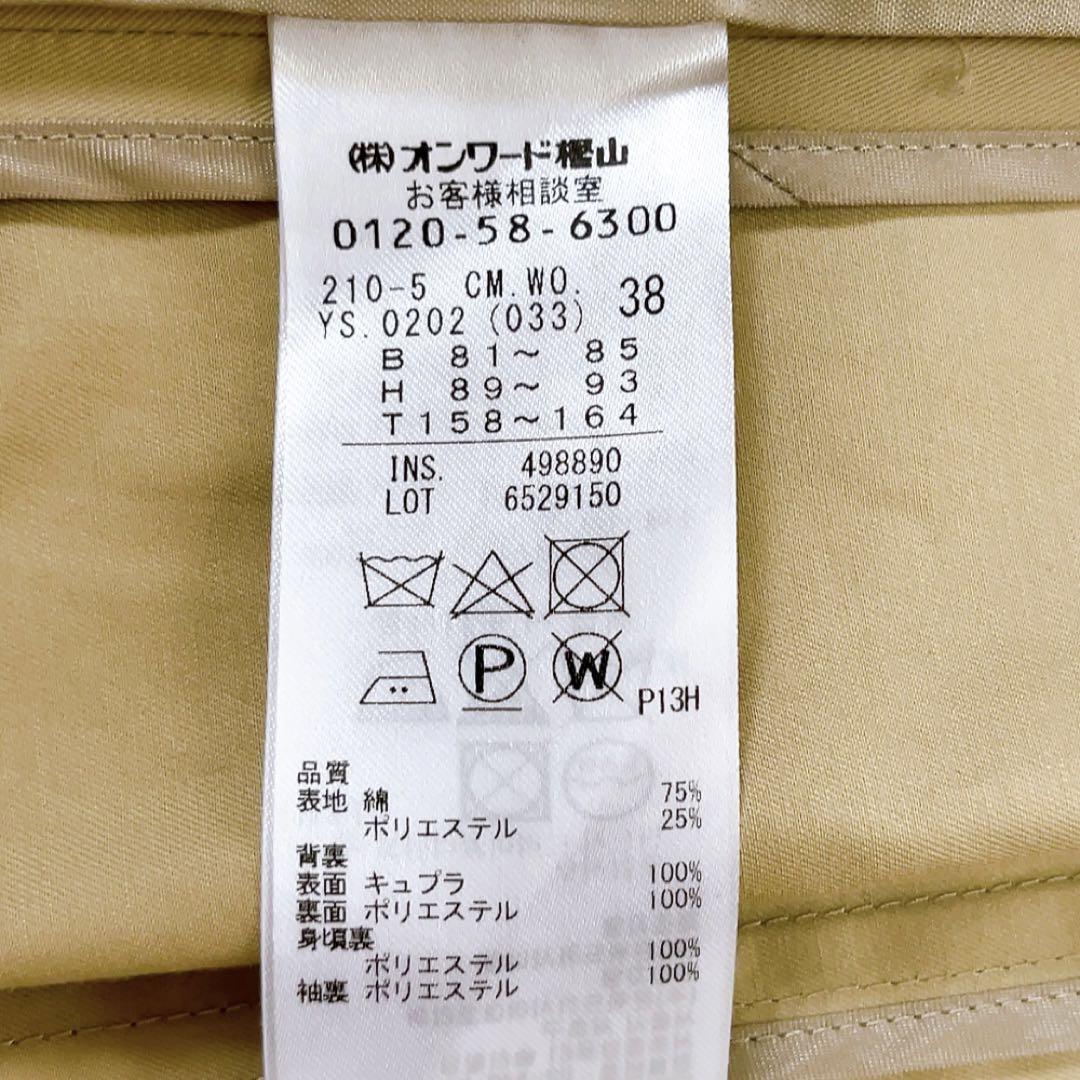 (株)オンワード樫山
お客様相談室
0120-58-6300
210-5 CM.WO. 38
YS.0202 (033)
B 81~ 85
H 89~ 93
T158~164
INS. 498890
LOT 6529150
P W P13H
品質
表地 綿 75%
ポリエステル 25%
背裏
表面 キュプラ 100%
裏面 ポリエステル 100%
身頃裏
ポリエステル 100%
袖裏 ポリエステル 100%